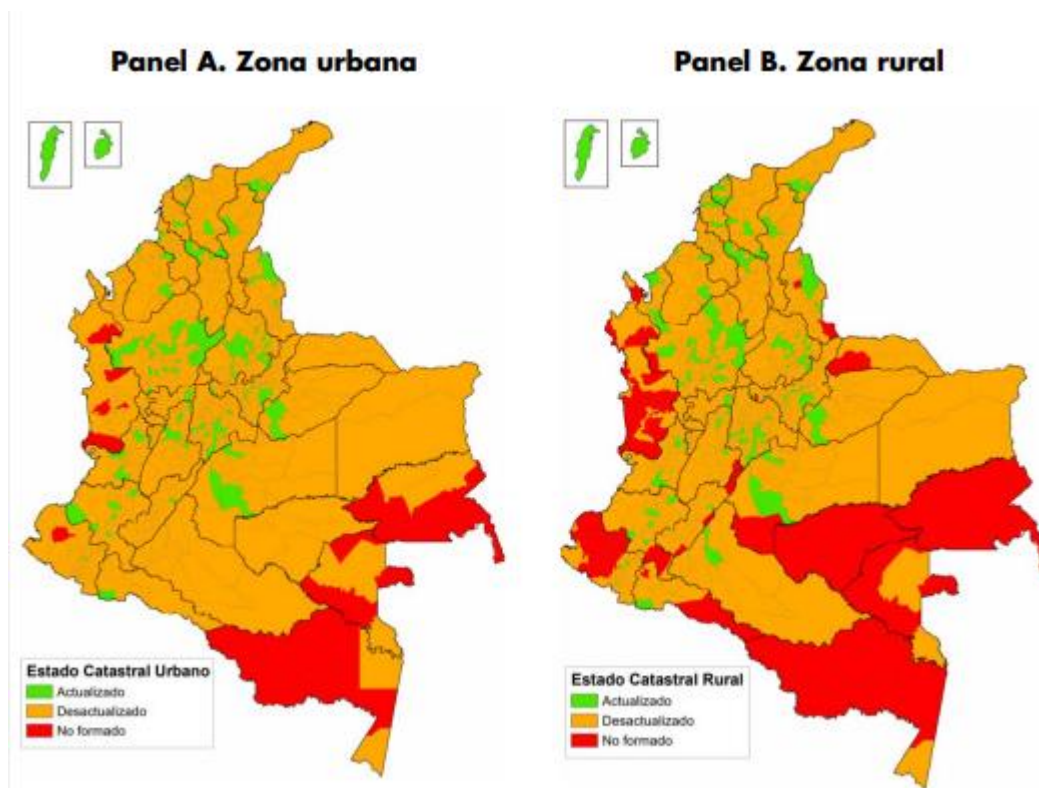 Panel A. Zona urbana
Panel B. Zona rural
Estado Catastral Urbano
Actualizado
Desactualizado
No formado
Estado Catastral Rural
Actualizado
Desactualizado
No formado